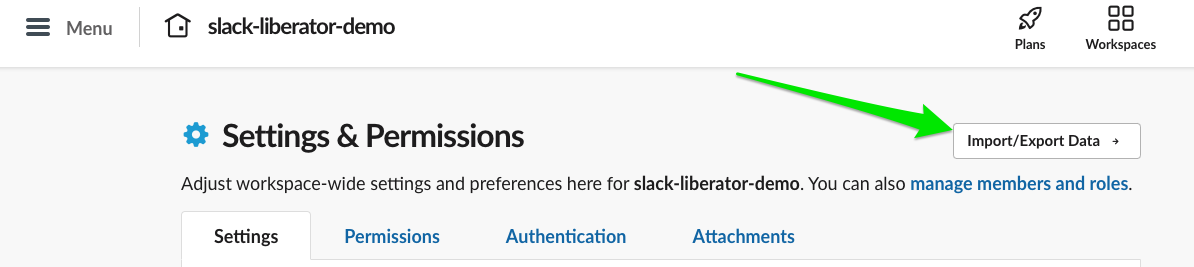 Menu
slack-liberator-demo
Plans
Workspaces
Settings & Permissions
Import/Export Data
Adjust workspace-wide settings and preferences here for slack-liberator-demo. You can also manage members and roles.
Settings
Permissions
Authentication
Attachments